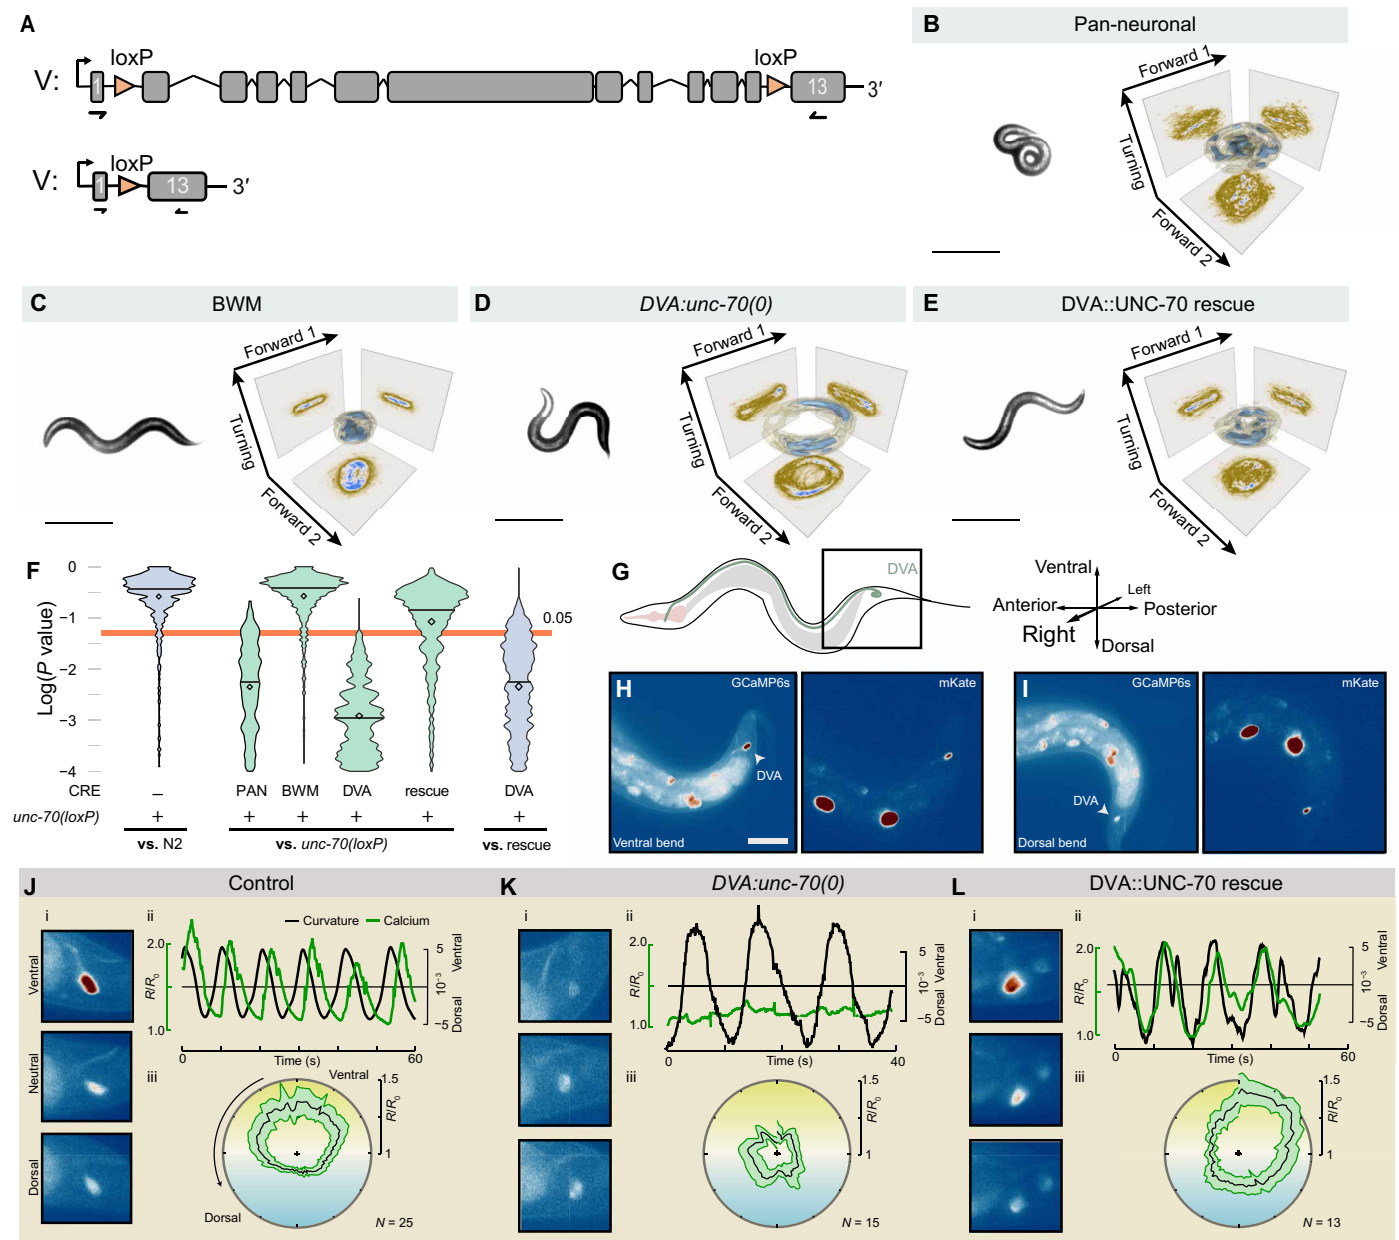 A
loxP
loxP
V:
1
13
3′
loxP
V:
1
13
3′
B
Pan-neuronal
Forward 1
Turning
Forward 2
C
BWM
Forward 1
Turning
Forward 2
D
DVA:unc-70(0)
Forward 1
Turning
Forward 2
E
DVA::UNC-70 rescue
Forward 1
Turning
Forward 2
F
Log(P value)
0
−1
−2
−3
−4
0.05
CRE
–
PAN
BWM
DVA
rescue
DVA
unc-70(loxP)
+
+
+
+
+
+
vs. N2
vs. unc-70(loxP)
vs. rescue
G
DVA
Ventral
Left
Anterior
Posterior
Right
Dorsal
H
GCaMP6s
DVA
Ventral bend
mKate
I
GCaMP6s
DVA
Dorsal bend
mKate
J
Control
i
Ventral
Neutral
Dorsal
ii
Curvature
Calcium
2.0
R/R0
1.0
5
10−3
−5
Ventral
Dorsal
0
Time (s)
60
iii
Ventral
Dorsal
1.5
R/R0
1
N = 25
K
DVA:unc-70(0)
i
ii
2.0
R/R0
1.0
5
10−3
−5
Ventral
Dorsal
0
Time (s)
40
iii
1.5
R/R0
1
N = 15
L
DVA::UNC-70 rescue
i
ii
2.0
R/R0
1.0
5
10−3
−5
Ventral
Dorsal
0
Time (s)
60
iii
1.5
R/R0
1
N = 13